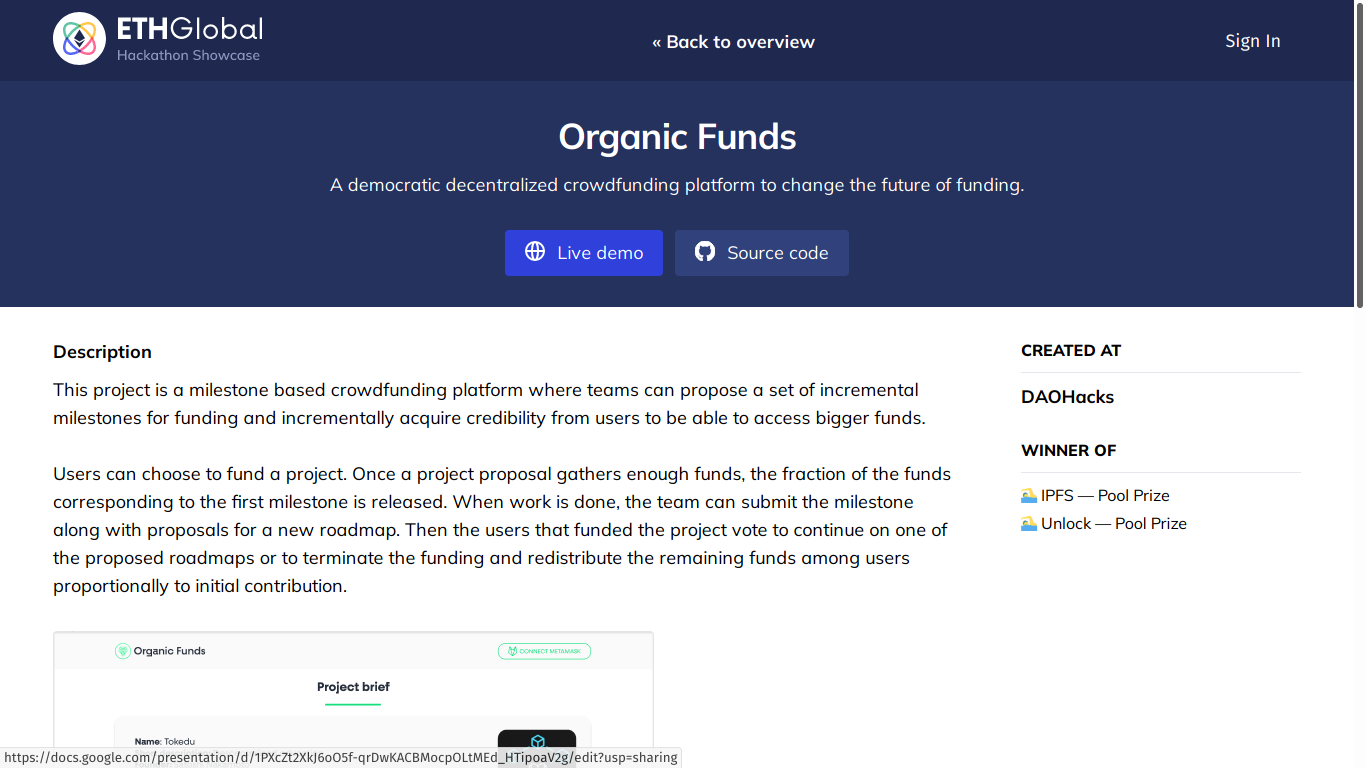 ETHGlobal
Hackathon Showcase
« Back to overview
Sign In
Organic Funds
A democratic decentralized crowdfunding platform to change the future of funding.
Live demo
Source code
Description
This project is a milestone based crowdfunding platform where teams can propose a set of incremental
milestones for funding and incrementally acquire credibility from users to be able to access bigger funds.
Users can choose to fund a project. Once a project proposal gathers enough funds, the fraction of the funds
corresponding to the first milestone is released. When work is done, the team can submit the milestone
along with proposals for a new roadmap. Then the users that funded the project vote to continue on one of
the proposed roadmaps or to terminate the funding and redistribute the remaining funds among users
proportionally to initial contribution.
CREATED AT
DAOHacks
WINNER OF
🏊 IPFS — Pool Prize
🏊 Unlock — Pool Prize
Organic Funds
CONNECT METAMASK
Project brief
Name: Tokedu
https://docs.google.com/presentation/d/1PXcZt2XkJ6oO5f-qrDwKACBMocpOLtMEd_HTipoaV2g/edit?usp=sharing